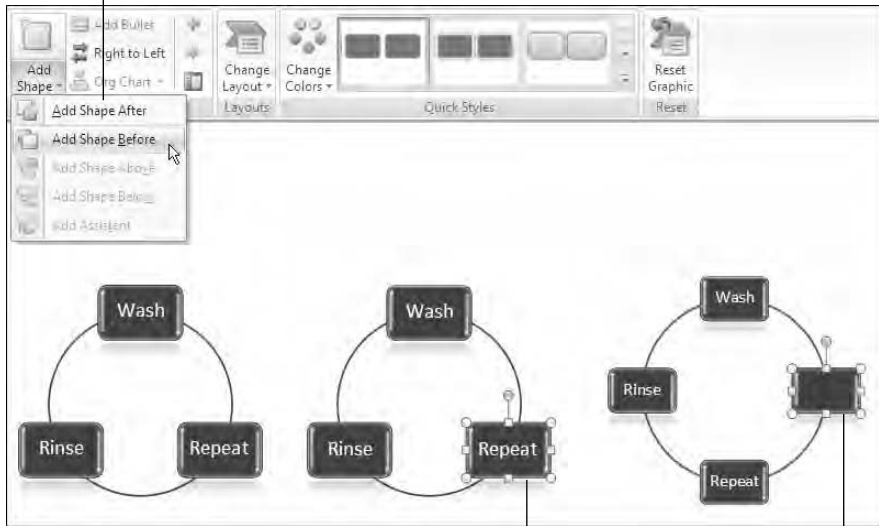 Add Bullet
Right to Left
Add Shape
Org Chart
Change Layout
Change Colors
Reset Graphic
Layouts
Quick Styles
Reset
Add Shape After
Add Shape Before
Add Shape Above
Add Shape Below
Add Assistant
Wash
Rinse
Repeat
Wash
Rinse
Repeat
Wash
Rinse
Repeat